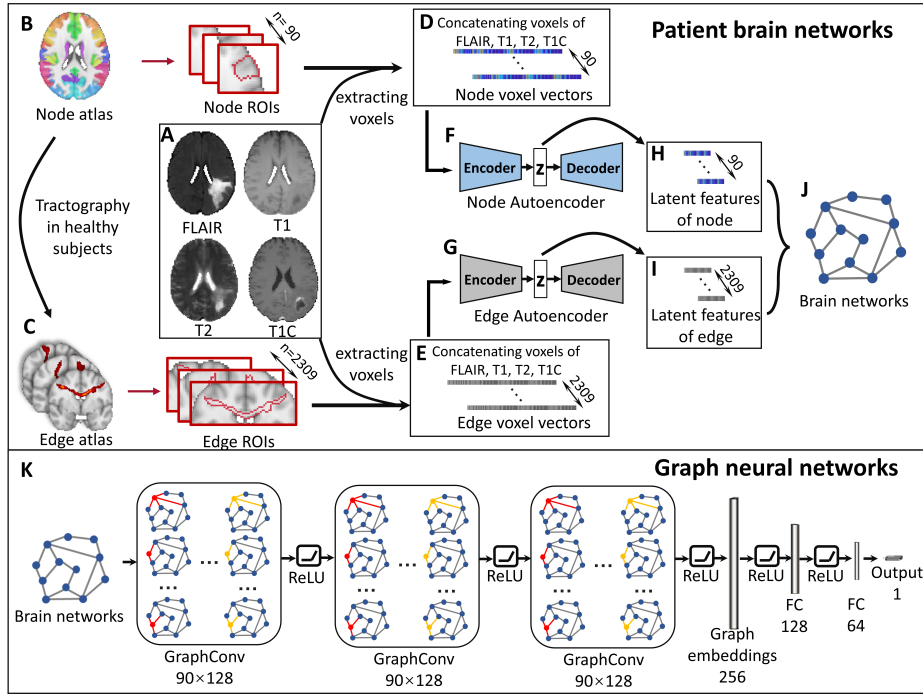 Patient brain networks
B
Node atlas
n= 90
Node ROIs
extracting
voxels
D
Concatenating voxels of
FLAIR, T1, T2, T1C
90
Node voxel vectors
A
FLAIR
T1
T2
T1C
Tractography
in healthy
subjects
F
Encoder
z
Decoder
Node Autoencoder
H
90
Latent features
of node
J
Brain networks
G
Encoder
z
Decoder
Edge Autoencoder
I
2309
Latent features
of edge
C
Edge atlas
n=2309
Edge ROIs
extracting
voxels
E
Concatenating voxels of
FLAIR, T1, T2, T1C
2309
Edge voxel vectors
K
Graph neural networks
Brain networks
...
...
...
GraphConv
90×128
ReLU
...
...
...
GraphConv
90×128
ReLU
...
...
...
GraphConv
90×128
ReLU
Graph
embeddings
256
ReLU
FC
128
ReLU
FC
64
Output
1